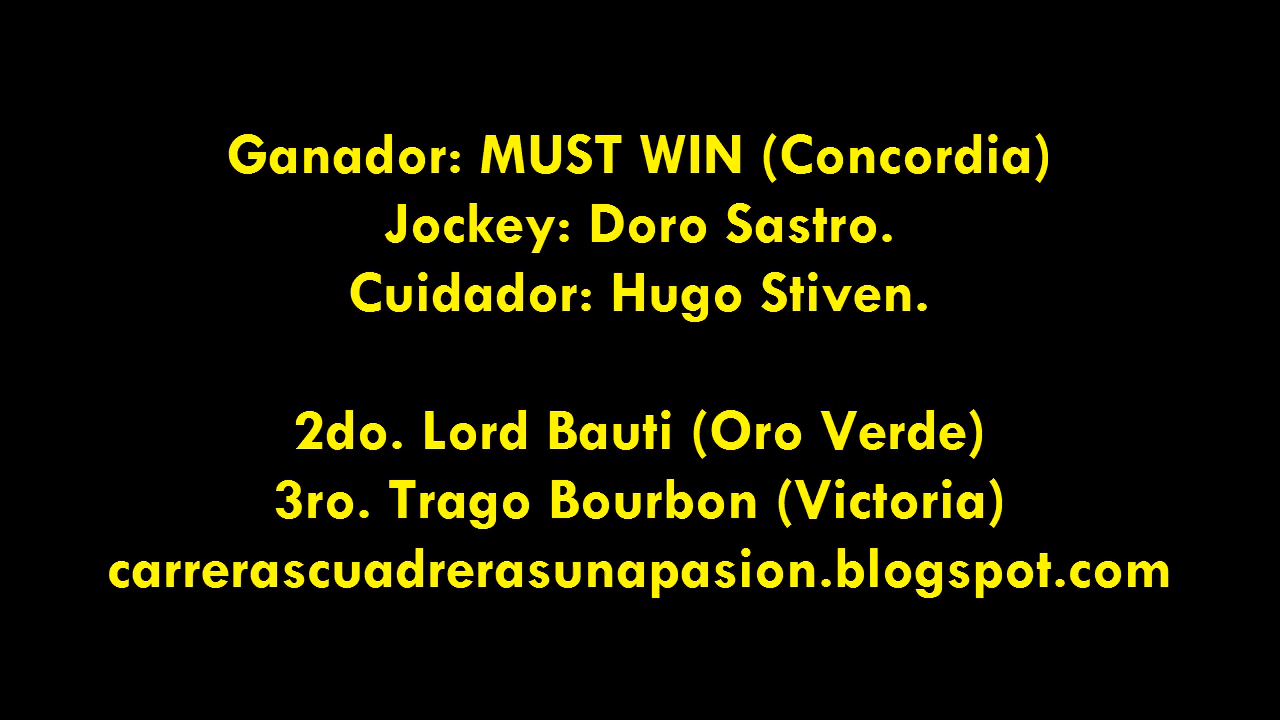 Ganador: MUST WIN (Concordia)
Jockey: Doro Sastro.
Cuidador: Hugo Stiven.
2do. Lord Bauti (Oro Verde)
3ro. Trago Bourbon (Victoria)
carrerascuadrerasunapasion.blogspot.com